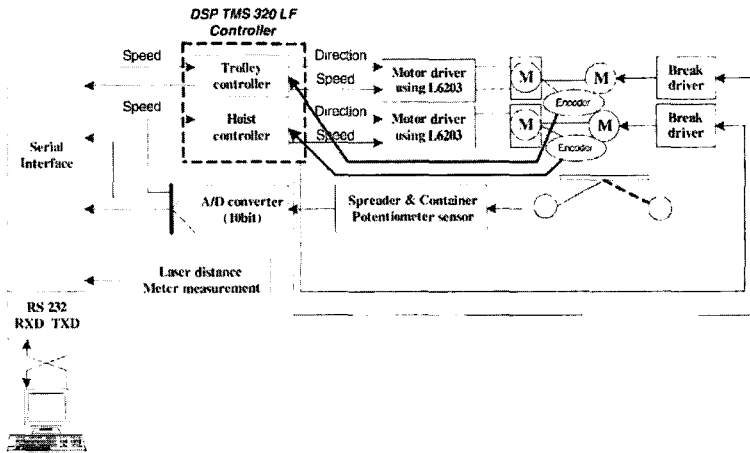 DSP TMS 320 LF
Controller
Speed
Trolley
controller
Direction
Speed
Motor driver
using L6203
M
M
Break
driver
Encoder
Speed
Hoist
controller
Direction
Speed
Motor driver
using L6203
M
M
Break
driver
Encoder
Serial
Interface
A/D converter
(10bit)
Spreader & Container
Potentiometer sensor
Laser distance
Meter measurement
RS 232
RXD TXD